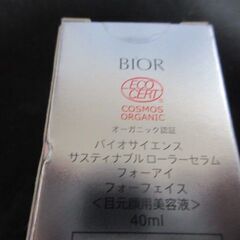 BIOR
ECO
CERT
COSMOS
ORGANIC
オーガニック認証
バイオサイエンス
サスティナブルローラーセラム
フォーアイ
フォーフェイス
<目元顔用美容液>
40ml